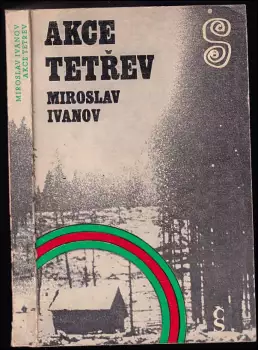 MIROSLAV IVANOV
AKCE TETŘEV
AKCE
TETŘEV
MIROSLAV
IVANOV
Š
Š